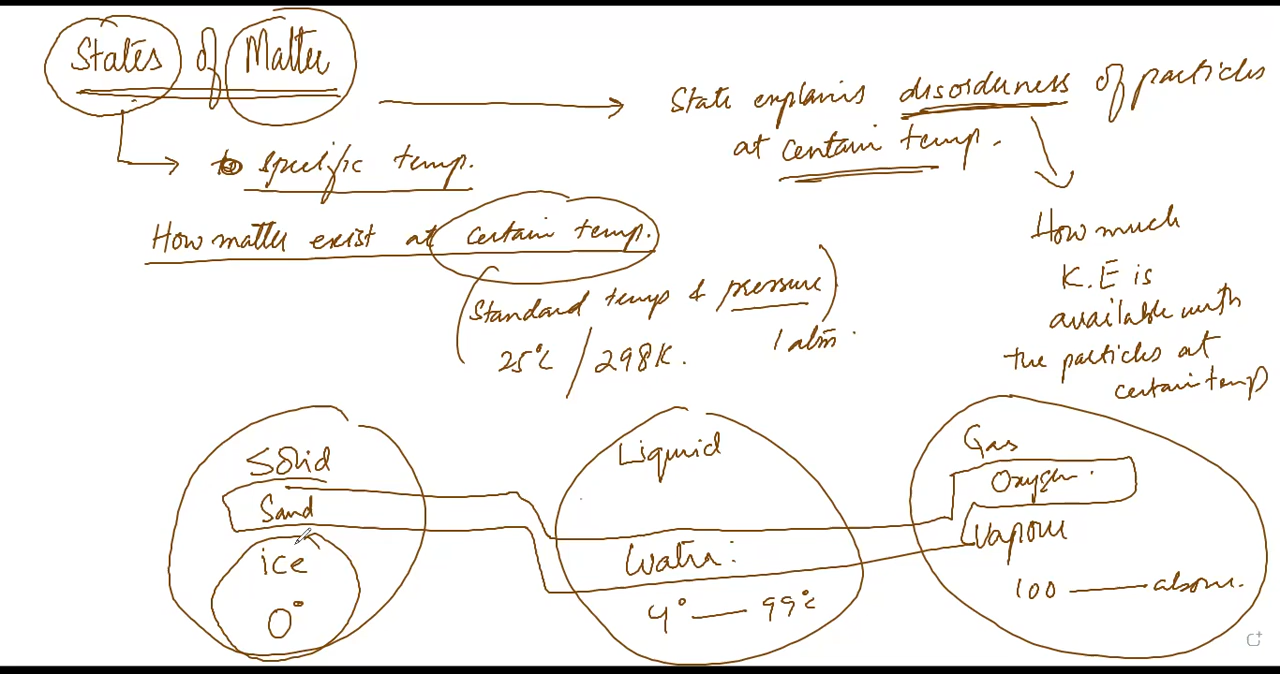 States of Matter
State explains disorderness of particles
at certain temp.
to specific temp.
How matter exist at certain temp.
(Standard temp & pressure)
25°C / 298K.
1 atm.
How much
K.E is
available with
the particles at
certain temp
Solid
Sand
ice
0°
Liquid
Water:
4° — 99°C
Gas
Oxygen.
Vapour
100 — above.